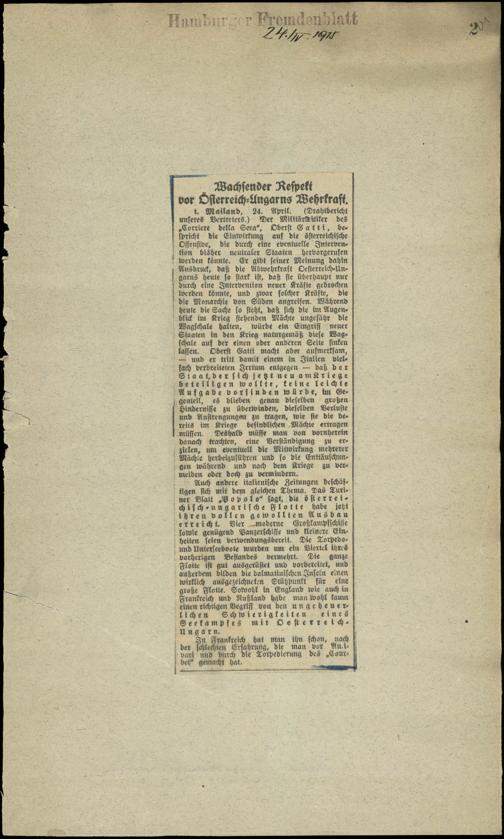 Hamburger Fremdenblatt
24. IV. 1915
Wachsender Respekt
vor Österreich-Ungarns Wehrkraft.
t. Mailand, 24. April. (Drahtbericht
unseres Vertreters.) Der Militärkritiker des
„Corriere della Sera“, Oberst Gatti, be-
spricht die Einwirkung auf die österreichische
Offensive, die durch eine eventuelle Interven-
tion bisher neutraler Staaten hervorgerufen
werden könnte. Er gibt seiner Meinung dahin
Ausdruck, daß die Abwehrkraft Oesterreich-Un-
garns heute so stark ist, daß sie überhaupt nur
durch eine Intervention neuer Kräfte gebrochen
werden könnte, und zwar solcher Kräfte, die
die Monarchie von Süden angreifen. Während
heute die Sache so steht, daß sich die im Augen-
blick im Krieg stehenden Mächte ungefähr die
Wagschale halten, würde ein Eingriff neuer
Staaten in den Krieg naturgemäß diese Wag-
schale auf der einen oder anderen Seite sinken
lassen. Oberst Gatti macht aber aufmerksam,
— und er tritt damit einem in Italien viel-
fach verbreiteten Irrtum entgegen — daß der
Staat, der sich jetzt neu am Kriege
beteiligen wollte, keine leichte
Aufgabe vorfinden würde, im Ge-
genteil, es blieben genau dieselben großen
Hindernisse zu überwinden, dieselben Verluste
und Anstrengungen zu tragen, wie sie die be-
reits im Kriege befindlichen Mächte ertragen
müssen. Deshalb müsse man von vornherein
danach trachten, eine Verständigung zu er-
zielen, um eventuell die Mitwirkung mehrerer
Mächte herbeizuführen und so die Enttäuschun-
gen während und nach dem Kriege zu ver-
meiden oder doch zu vermindern.
Auch andere italienische Zeitungen beschäf-
tigen sich mit dem gleichen Thema. Das Turi-
ner Blatt „Popolo“ sagt, die österrei-
chisch-ungarische Flotte habe jetzt
ihren vollen gewollten Ausbau
erreicht. Vier moderne Großkampfschiffe
sowie genügend Panzerschiffe und kleinere Ein-
heiten seien verwendungsbereit. Die Torpedo-
und Unterseeboote wurden um ein Viertel ihres
vorherigen Bestandes vermehrt. Die ganze
Flotte ist gut ausgerüstet und vorbereitet, und
außerdem bilden die dalmatinischen Inseln einen
wirklich ausgezeichneten Stützpunkt für eine
große Flotte. Sowohl in England wie auch in
Frankreich und Rußland habe man wohl kaum
einen richtigen Begriff von den ungeheuer-
lichen Schwierigkeiten eines
Seekampfes mit Oesterreich-
Ungarn.
In Frankreich hat man ihn schon, nach
der schlechten Erfahrung, die man vor Anti-
vari und durch die Torpedierung des „Cour-
bet“ gemacht hat.